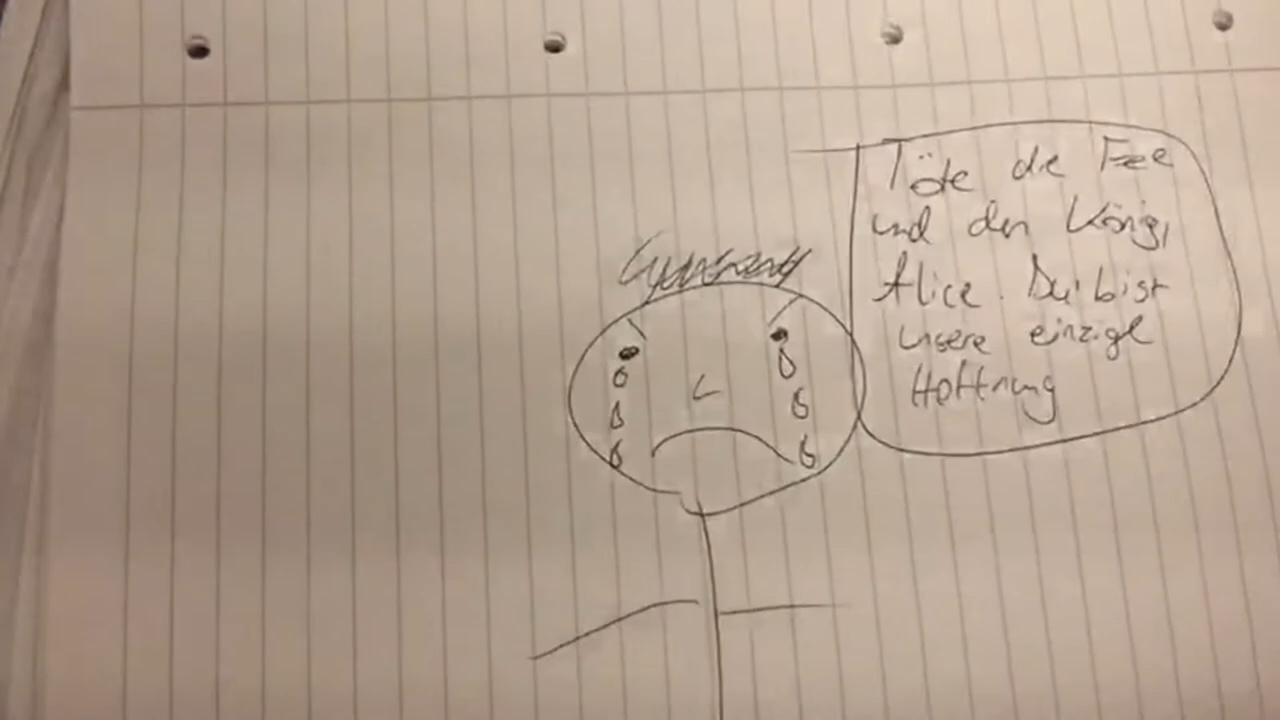 Töte die Fee
und den König,
Alice. Du bist
unsere einzige
Hoffnung